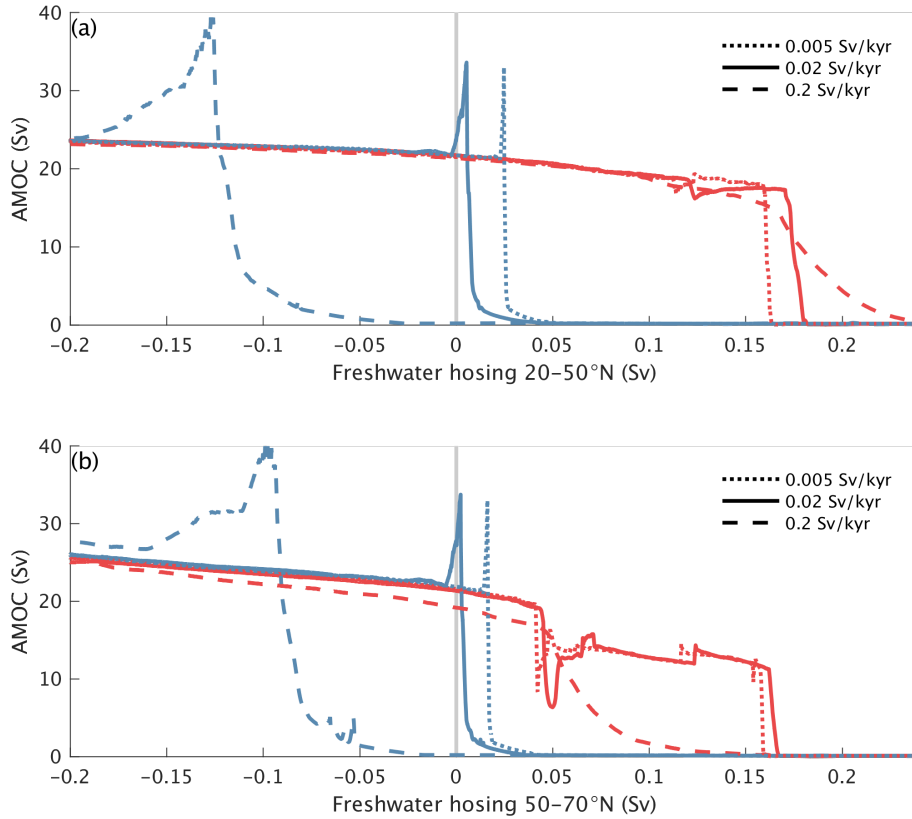 (a)
0.005 Sv/kyr
0.02 Sv/kyr
0.2 Sv/kyr
40
30
20
10
0
AMOC (Sv)
−0.2 −0.15 −0.1 −0.05 0 0.05 0.1 0.15 0.2
Freshwater hosing 20−50°N (Sv)
(b)
0.005 Sv/kyr
0.02 Sv/kyr
0.2 Sv/kyr
40
30
20
10
0
AMOC (Sv)
−0.2 −0.15 −0.1 −0.05 0 0.05 0.1 0.15 0.2
Freshwater hosing 50−70°N (Sv)